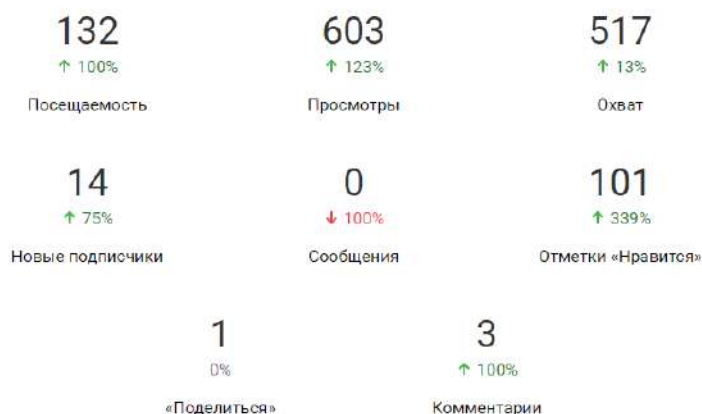 132 603 517
↑ 100% ↑ 123% ↑ 13%
Посещаемость Просмотры Охват
14 0 101
↑ 75% ↓ 100% ↑ 339%
Новые подписчики Сообщения Отметки «Нравится»
1 3
0% ↑ 100%
«Поделиться» Комментарии